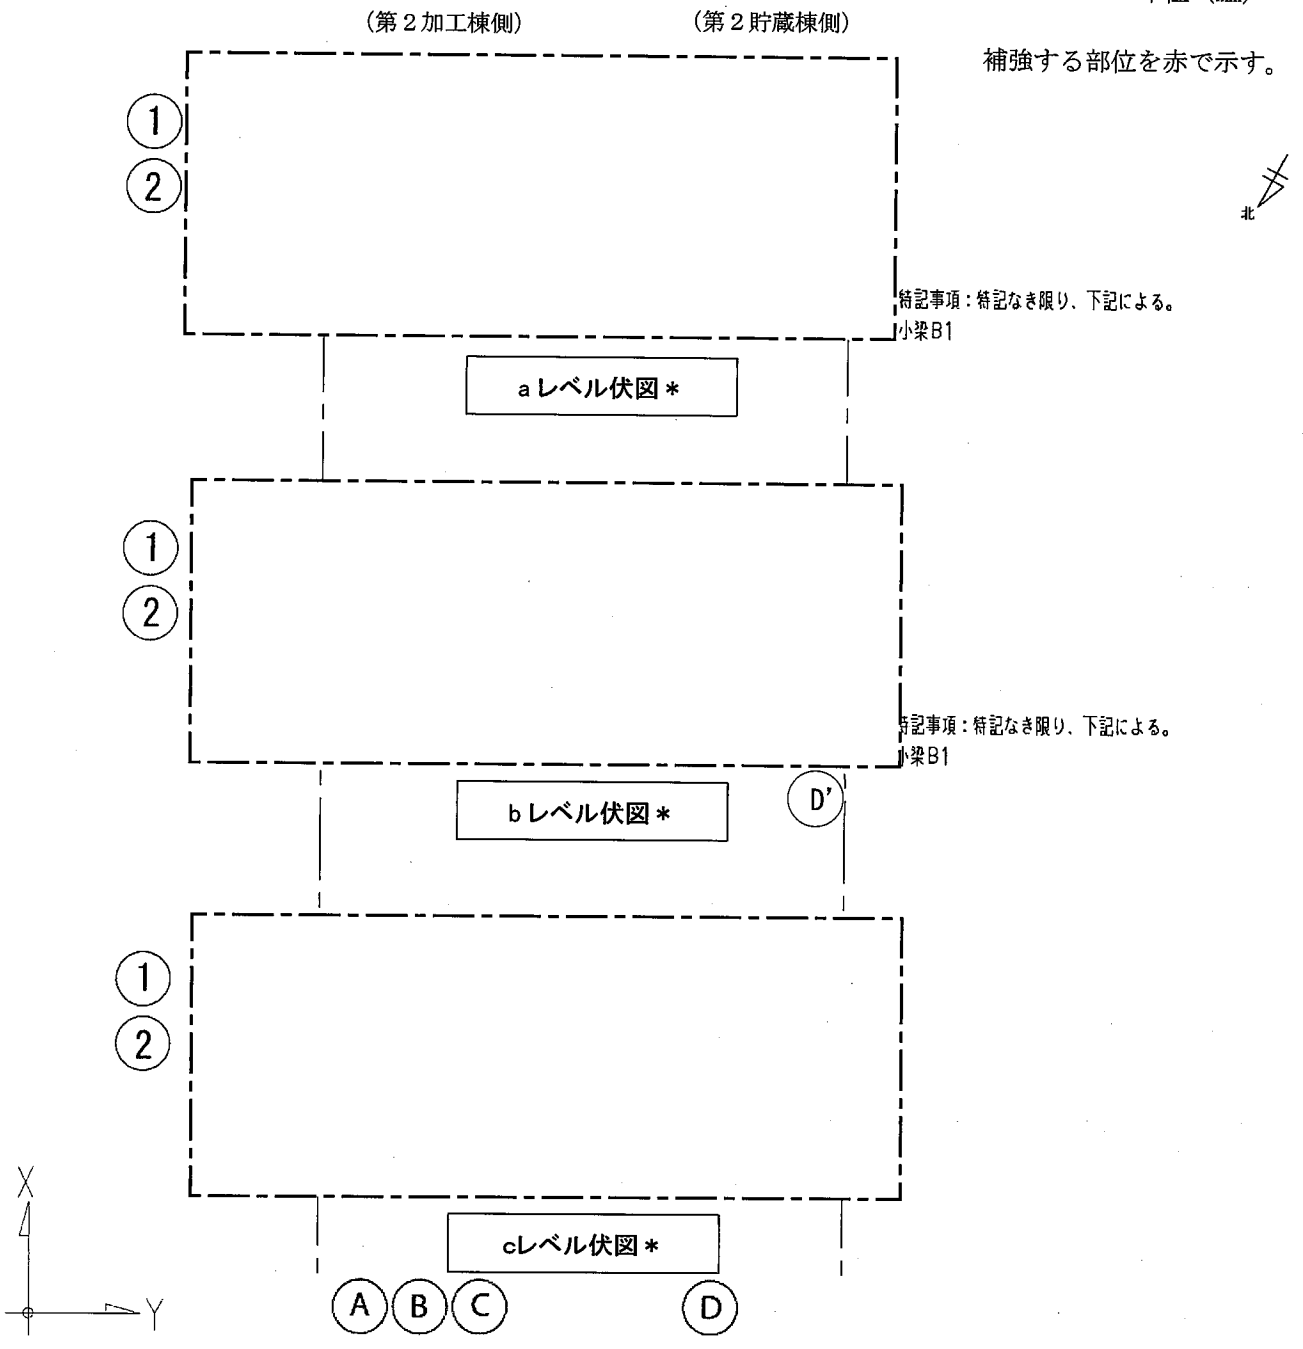 (第2加工棟側) (第2貯蔵棟側)
補強する部位を赤で示す。
1
2
北
特記事項：特記なき限り、下記による。
小梁B1
aレベル伏図＊
1
2
特記事項：特記なき限り、下記による。
小梁B1
D'
bレベル伏図＊
1
2
X
cレベル伏図＊
A B C D
Y